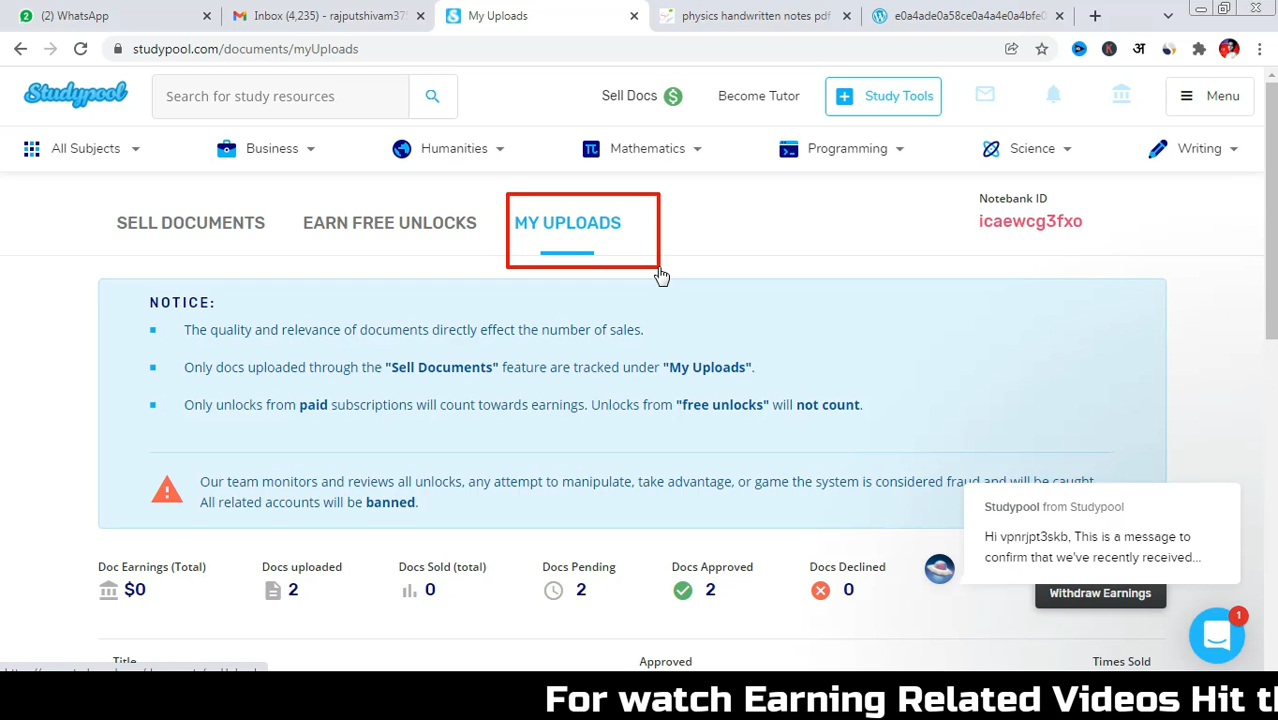 (2) WhatsApp
Inbox (4,235) - rajputshivam375
My Uploads
physics handwritten notes pdf
e0a4ade0a58ce0a4a4e0a4bfe0
studypool.com/documents/myUploads
अ
Studypool
Search for study resources
Sell Docs
Become Tutor
Study Tools
Menu
All Subjects
Business
Humanities
Mathematics
Programming
Science
Writing
SELL DOCUMENTS
EARN FREE UNLOCKS
MY UPLOADS
Notebank ID
icaewcg3fxo
NOTICE:
The quality and relevance of documents directly effect the number of sales.
Only docs uploaded through the "Sell Documents" feature are tracked under "My Uploads".
Only unlocks from paid subscriptions will count towards earnings. Unlocks from "free unlocks" will not count.
Our team monitors and reviews all unlocks, any attempt to manipulate, take advantage, or game the system is considered fraud and will be caught.
All related accounts will be banned.
Studypool from Studypool
Hi vpnrjpt3skb, This is a message to
confirm that we've recently received...
Doc Earnings (Total)
$0
Docs uploaded
2
Docs Sold (total)
0
Docs Pending
2
Docs Approved
2
Docs Declined
0
Withdraw Earnings
1
Title
Approved
Times Sold
For watch Earning Related Videos Hit th